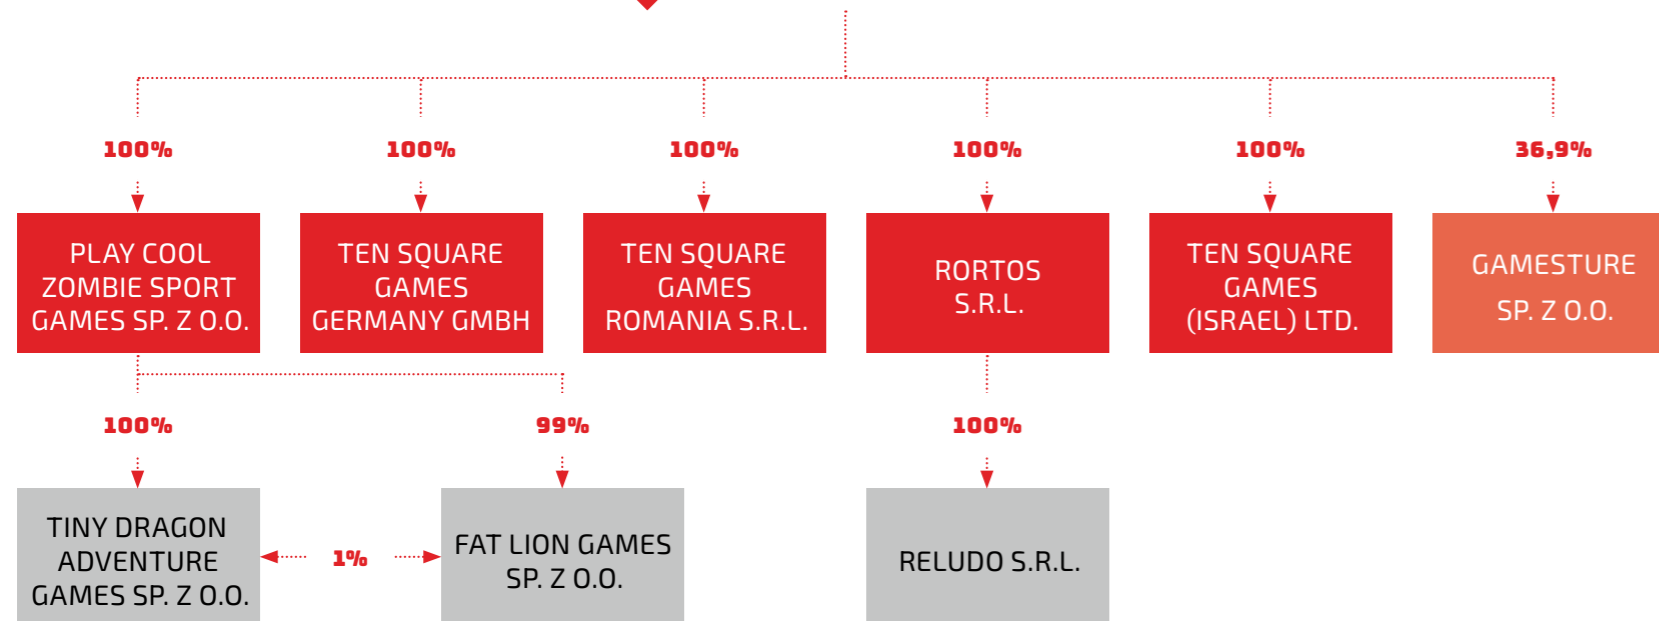 100%
100%
100%
100%
100%
36,9%
PLAY COOL
ZOMBIE SPORT
GAMES SP. Z O.O.
TEN SQUARE
GAMES
GERMANY GMBH
TEN SQUARE
GAMES
ROMANIA S.R.L.
RORTOS
S.R.L.
TEN SQUARE
GAMES
(ISRAEL) LTD.
GAMESTURE
SP. Z O.O.
100%
99%
100%
TINY DRAGON
ADVENTURE
GAMES SP. Z O.O.
1%
FAT LION GAMES
SP. Z O.O.
RELUDO S.R.L.